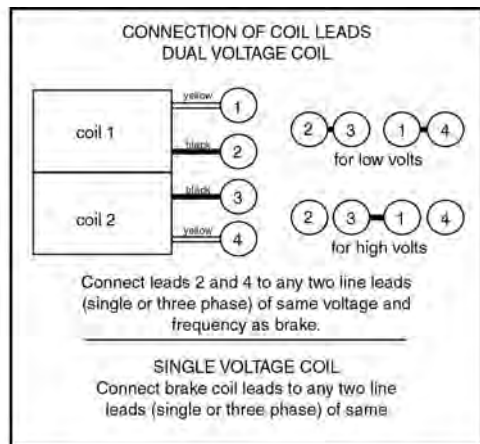 CONNECTION OF COIL LEADS
DUAL VOLTAGE COIL
yellow
1
coil 1
black
2
black
3
coil 2
yellow
4
2 3 1 4
for low volts
2 3 1 4
for high volts
Connect leads 2 and 4 to any two line leads
(single or three phase) of same voltage and
frequency as brake.
SINGLE VOLTAGE COIL
Connect brake coil leads to any two line
leads (single or three phase) of same